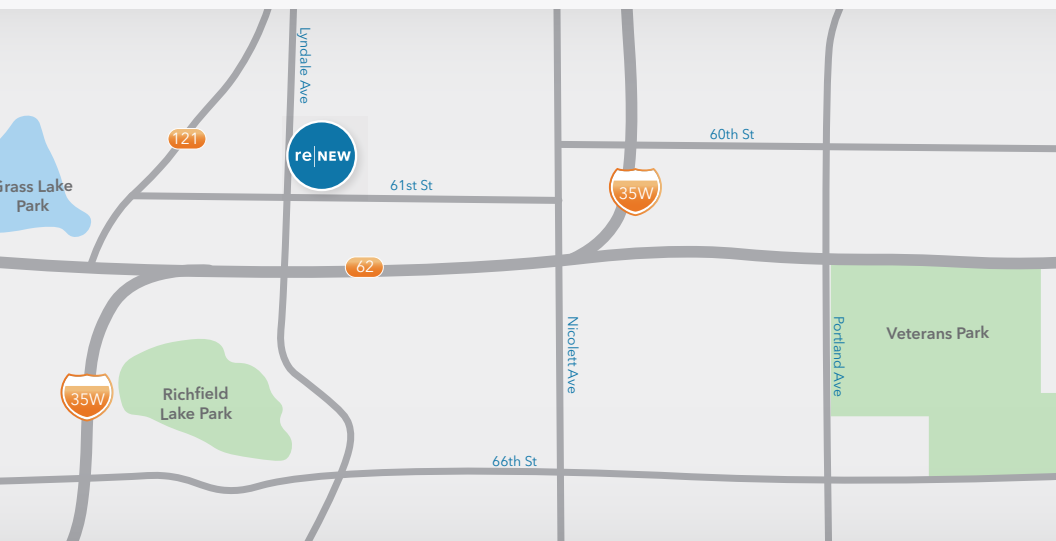 Lyndale Ave
121
re|NEW
60th St
Grass Lake
Park
61st St
35W
62
Nicolett Ave
Portland Ave
Veterans Park
35W
Richfield
Lake Park
66th St